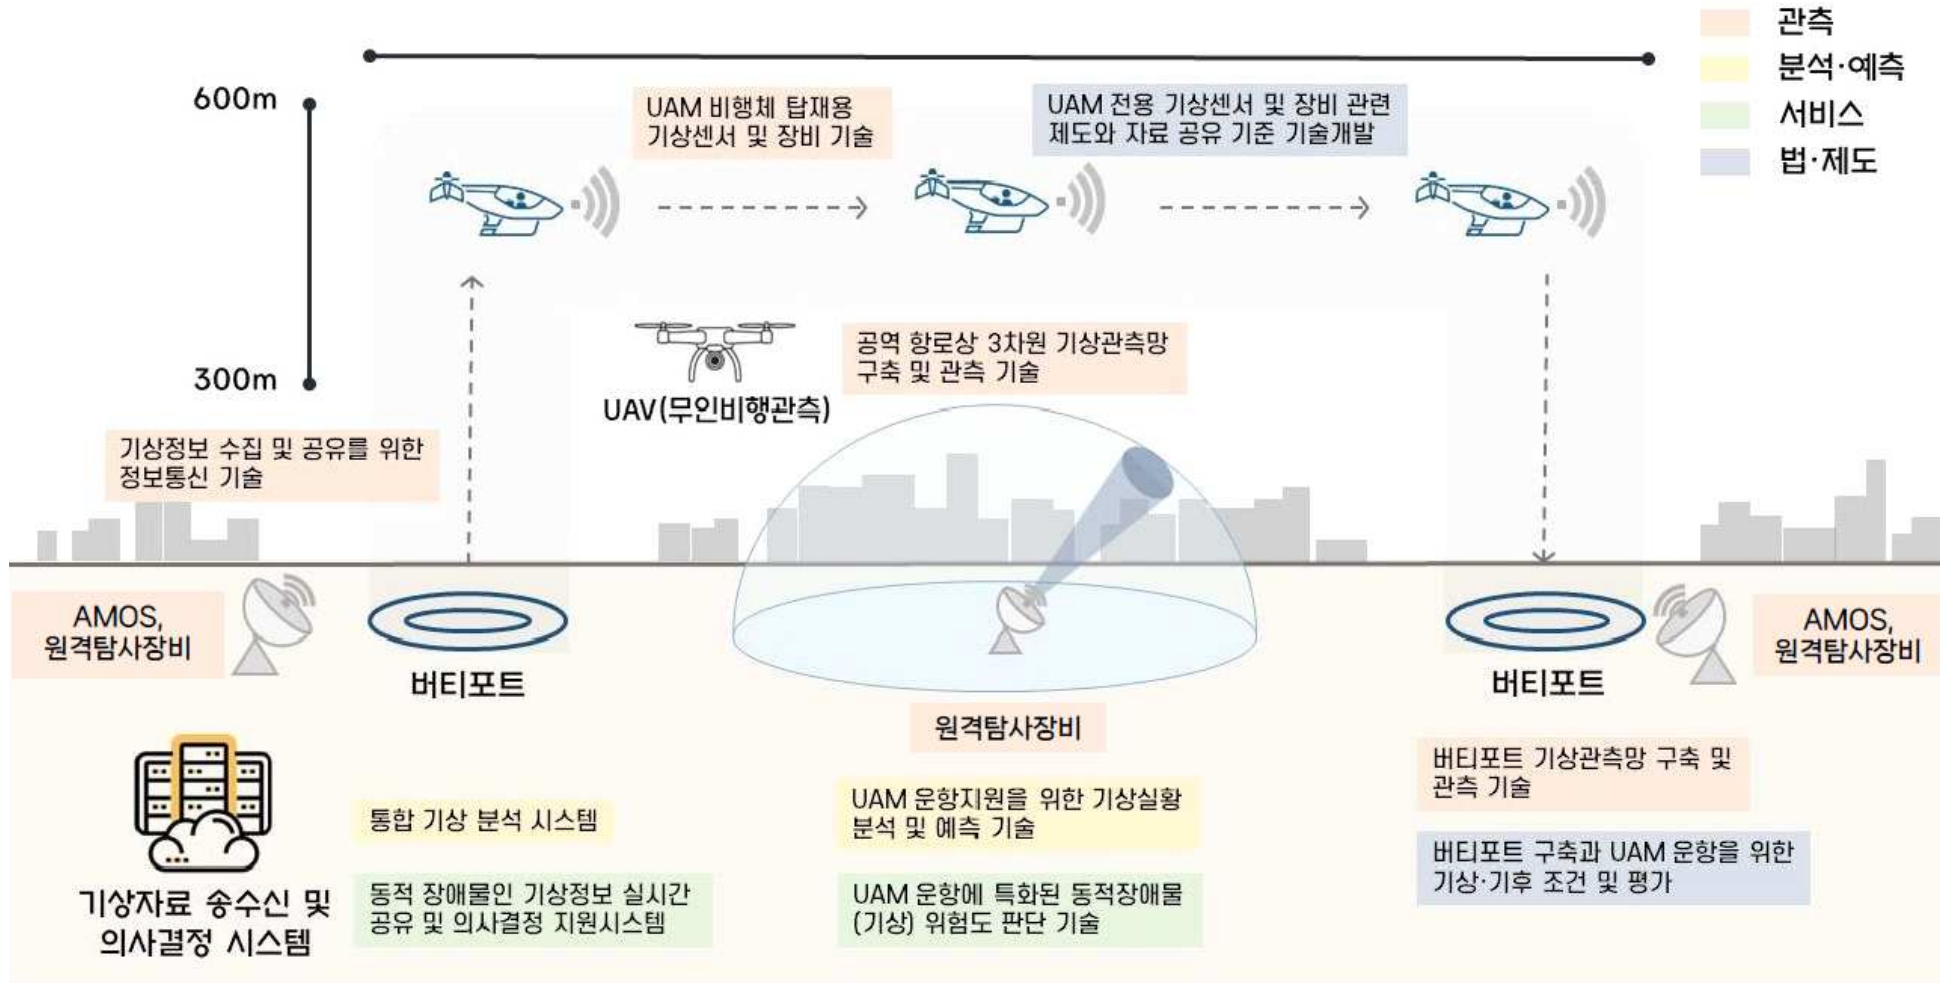 관측
분석·예측
서비스
법·제도
600m
300m
UAM 비행체 탑재용
기상센서 및 장비 기술
UAM 전용 기상센서 및 장비 관련
제도와 자료 공유 기준 기술개발
UAV(무인비행관측)
공역 항로상 3차원 기상관측망
구축 및 관측 기술
기상정보 수집 및 공유를 위한
정보통신 기술
AMOS,
원격탐사장비
버티포트
원격탐사장비
버티포트
AMOS,
원격탐사장비
기상자료 송수신 및
의사결정 시스템
통합 기상 분석 시스템
동적 장애물인 기상정보 실시간
공유 및 의사결정 지원시스템
UAM 운항지원을 위한 기상실황
분석 및 예측 기술
UAM 운항에 특화된 동적장애물
(기상) 위험도 판단 기술
버티포트 기상관측망 구축 및
관측 기술
버티포트 구축과 UAM 운항을 위한
기상·기후 조건 및 평가